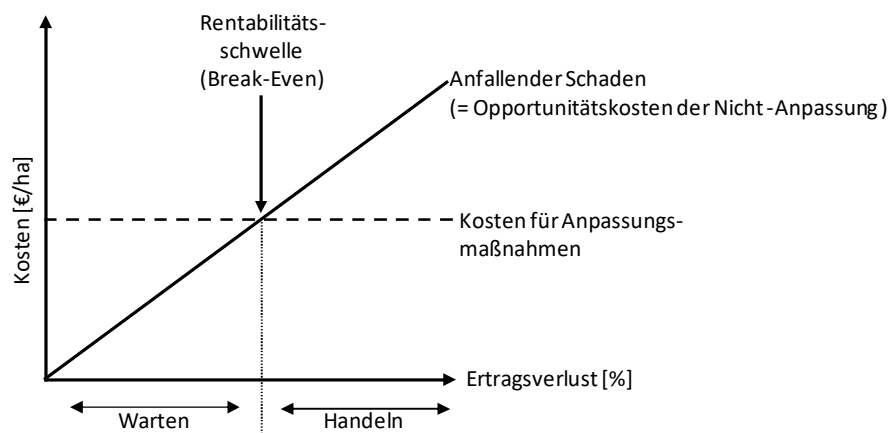 Rentabilitäts-
schwelle
(Break-Even)
Anfallender Schaden
(= Opportunitätskosten der Nicht-Anpassung)
Kosten für Anpassungs-
maßnahmen
Kosten [€/ha]
Ertragsverlust [%]
Warten
Handeln